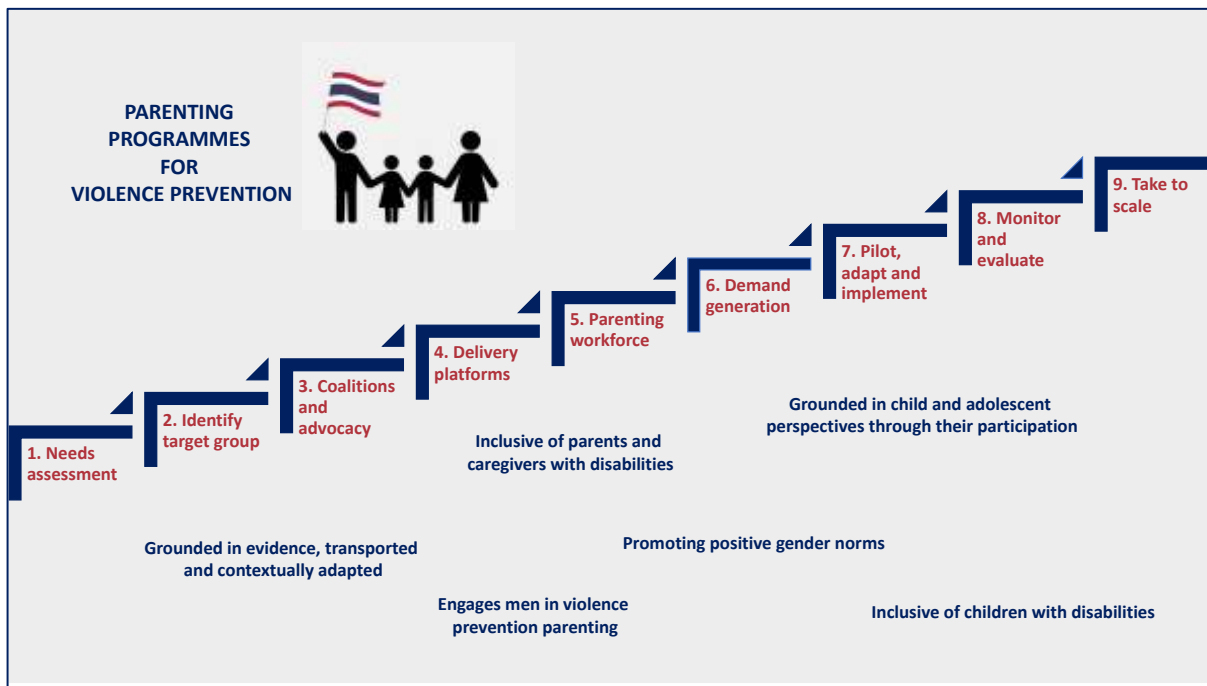 PARENTING
PROGRAMMES
FOR
VIOLENCE PREVENTION
1. Needs
assessment
2. Identify
target group
3. Coalitions
and
advocacy
4. Delivery
platforms
5. Parenting
workforce
6. Demand
generation
7. Pilot,
adapt and
implement
8. Monitor
and
evaluate
9. Take to
scale
Grounded in child and adolescent
perspectives through their participation
Inclusive of parents and
caregivers with disabilities
Grounded in evidence, transported
and contextually adapted
Promoting positive gender norms
Engages men in violence
prevention parenting
Inclusive of children with disabilities